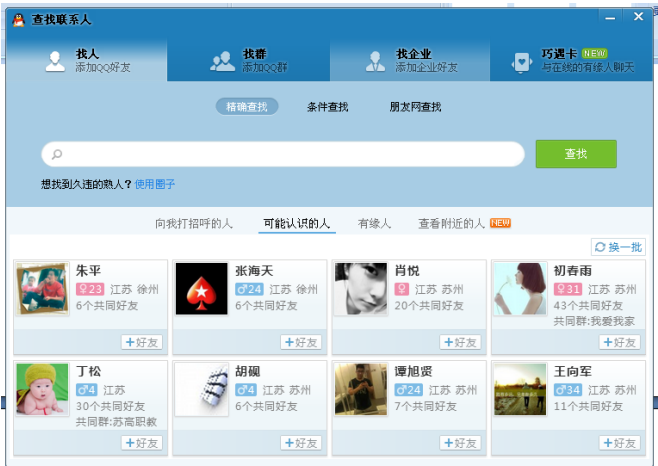 查找联系人
找人
添加QQ好友
找群
添加QQ群
找企业
添加企业好友
巧遇卡 NEW
与在线的有缘人聊天
精确查找 条件查找 朋友网查找
查找
想找到久违的熟人？使用圈子
向我打招呼的人 可能认识的人 有缘人 查看附近的人 NEW
换一批
朱平
♀23 江苏 徐州
6个共同好友
+好友
张海天
♂24 江苏 苏州
6个共同好友
+好友
肖悦
♀ 江苏 苏州
20个共同好友
+好友
初春雨
♀31 江苏 苏州
43个共同好友
共同群:我爱我家
+好友
丁松
♂4 江苏
30个共同好友
共同群:苏高职教
+好友
胡砚
♂4 江苏 苏州
6个共同好友
+好友
谭旭贤
♂24 江苏 苏州
7个共同好友
+好友
王向军
♂34 江苏 苏州
11个共同好友
+好友